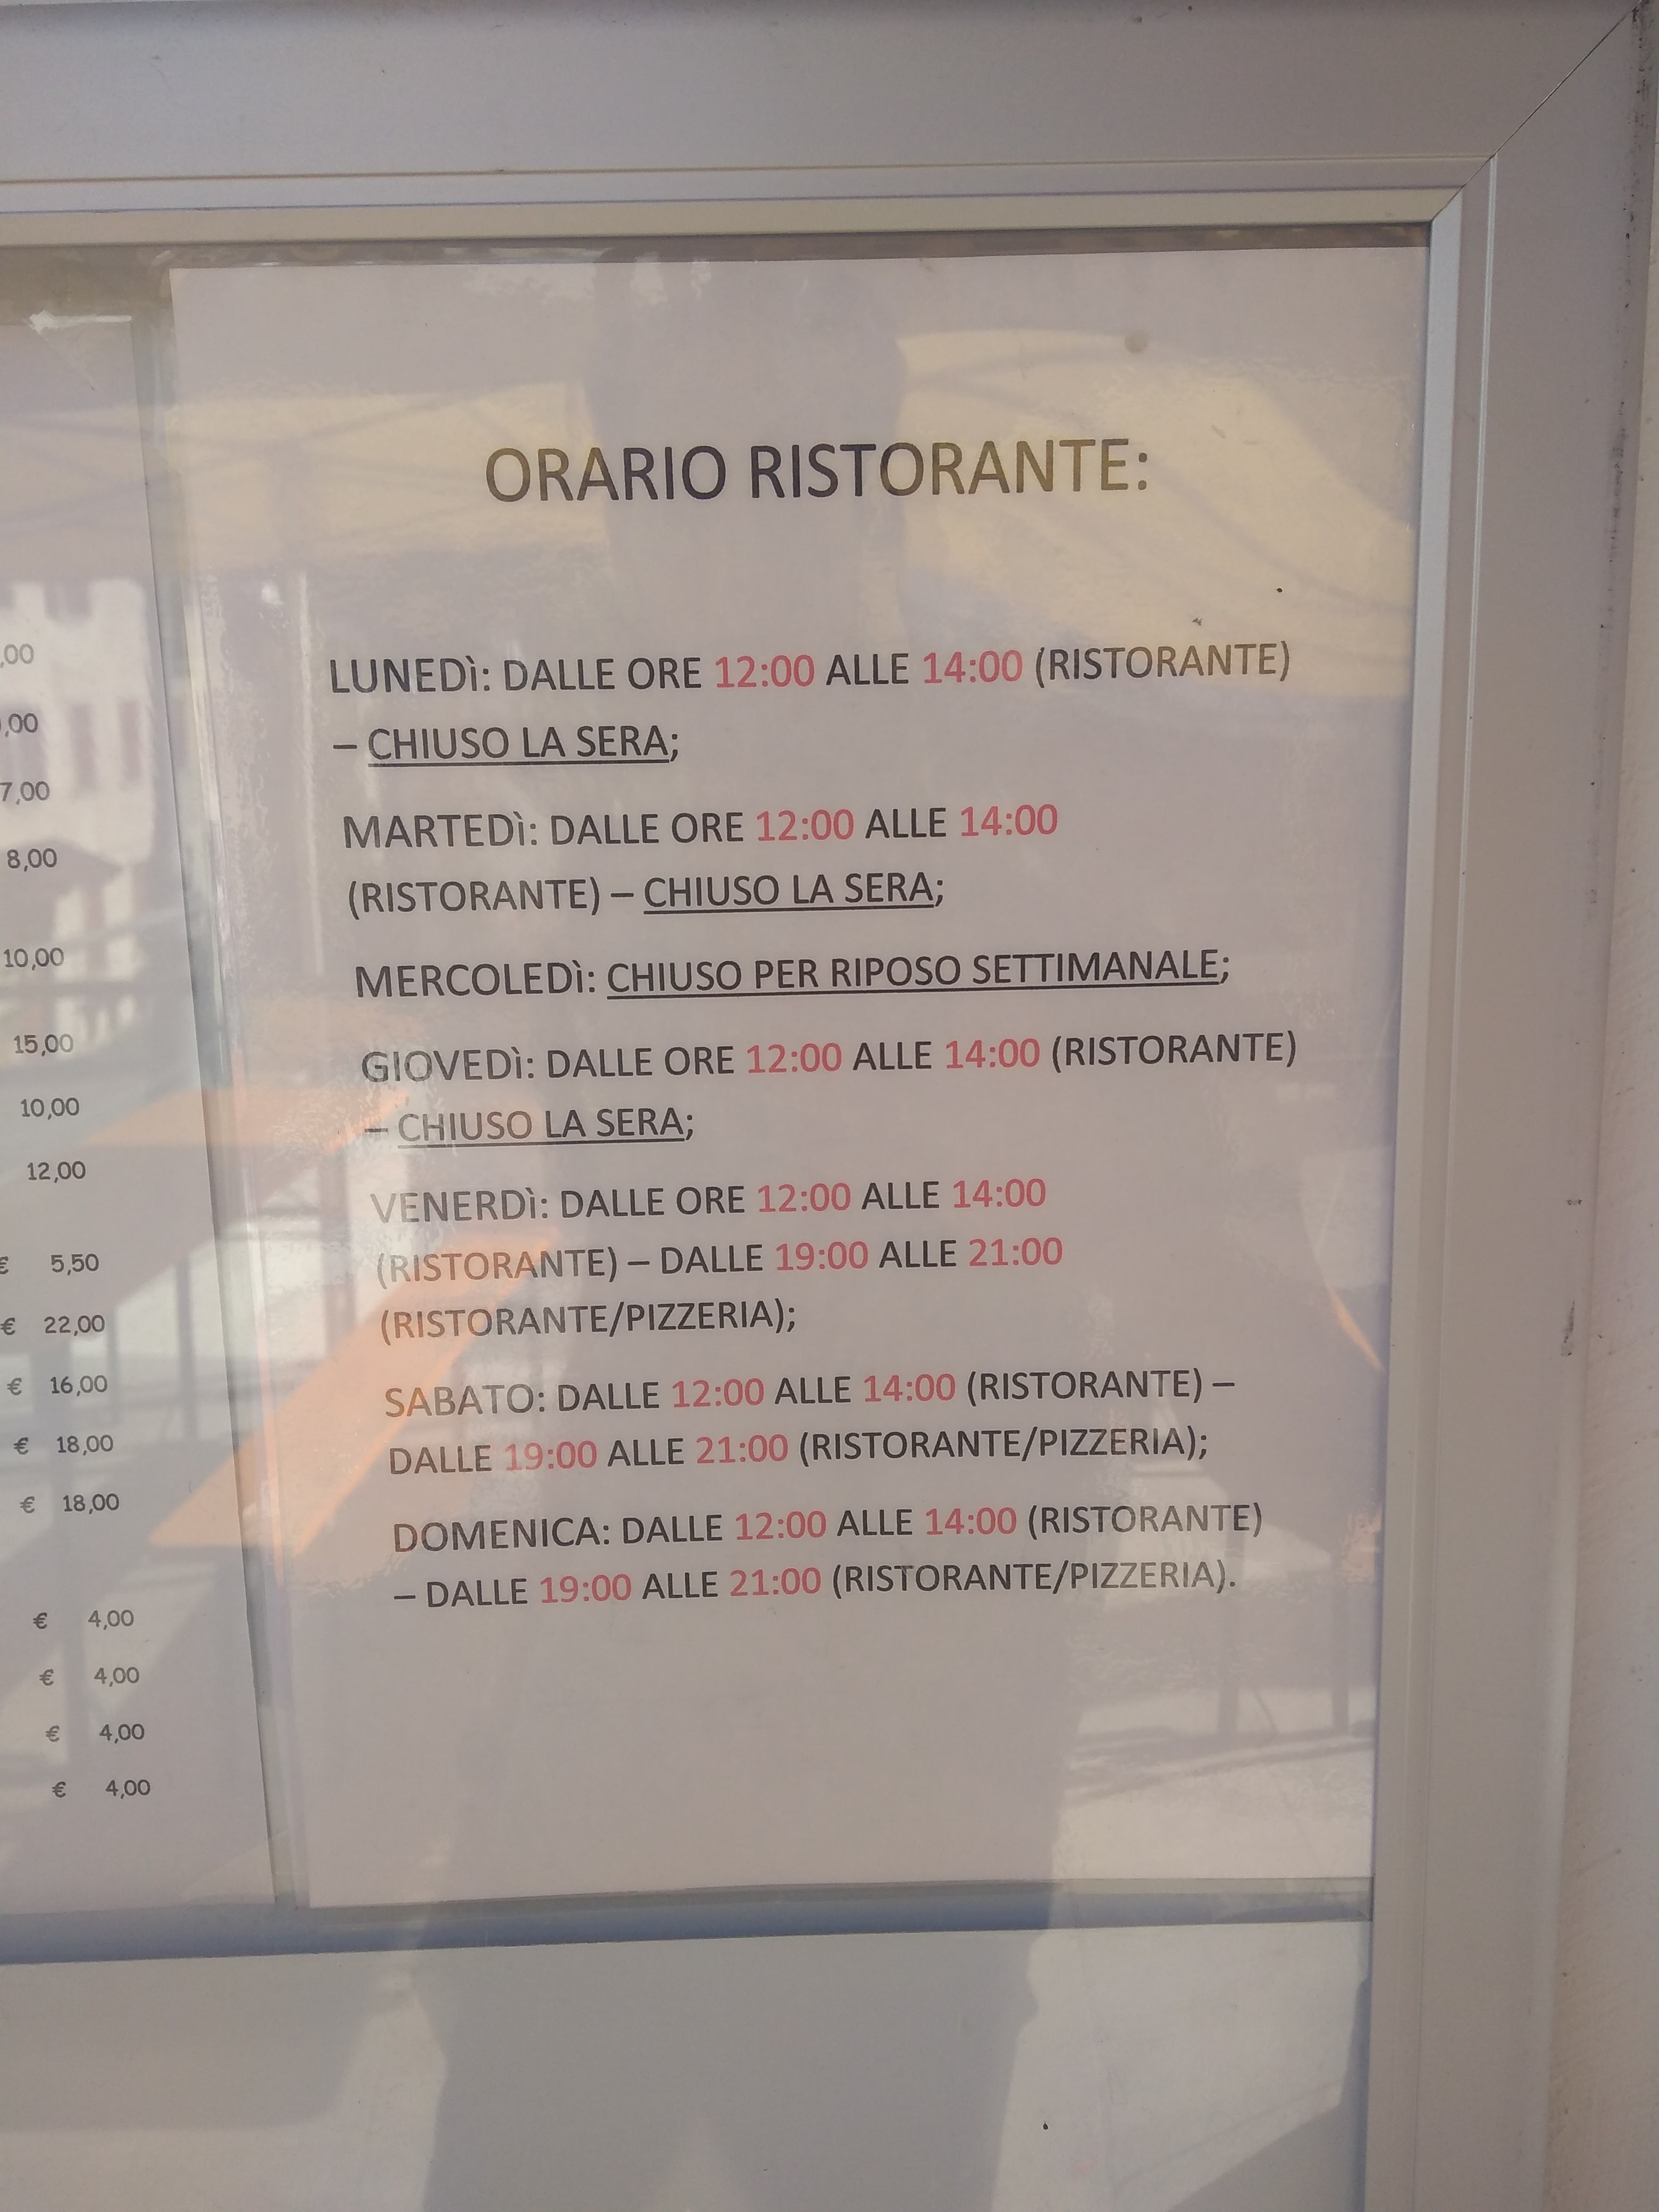 ORARIO RISTORANTE:
LUNEDì: DALLE ORE 12:00 ALLE 14:00 (RISTORANTE)
– CHIUSO LA SERA;
MARTEDì: DALLE ORE 12:00 ALLE 14:00
(RISTORANTE) – CHIUSO LA SERA;
MERCOLEDì: CHIUSO PER RIPOSO SETTIMANALE;
GIOVEDì: DALLE ORE 12:00 ALLE 14:00 (RISTORANTE)
– CHIUSO LA SERA;
VENERDì: DALLE ORE 12:00 ALLE 14:00
(RISTORANTE) – DALLE 19:00 ALLE 21:00
(RISTORANTE/PIZZERIA);
SABATO: DALLE 12:00 ALLE 14:00 (RISTORANTE) –
DALLE 19:00 ALLE 21:00 (RISTORANTE/PIZZERIA);
DOMENICA: DALLE 12:00 ALLE 14:00 (RISTORANTE)
– DALLE 19:00 ALLE 21:00 (RISTORANTE/PIZZERIA).
,00
,00
7,00
8,00
10,00
15,00
10,00
12,00
€ 5,50
€ 22,00
€ 16,00
€ 18,00
€ 18,00
€ 4,00
€ 4,00
€ 4,00
€ 4,00